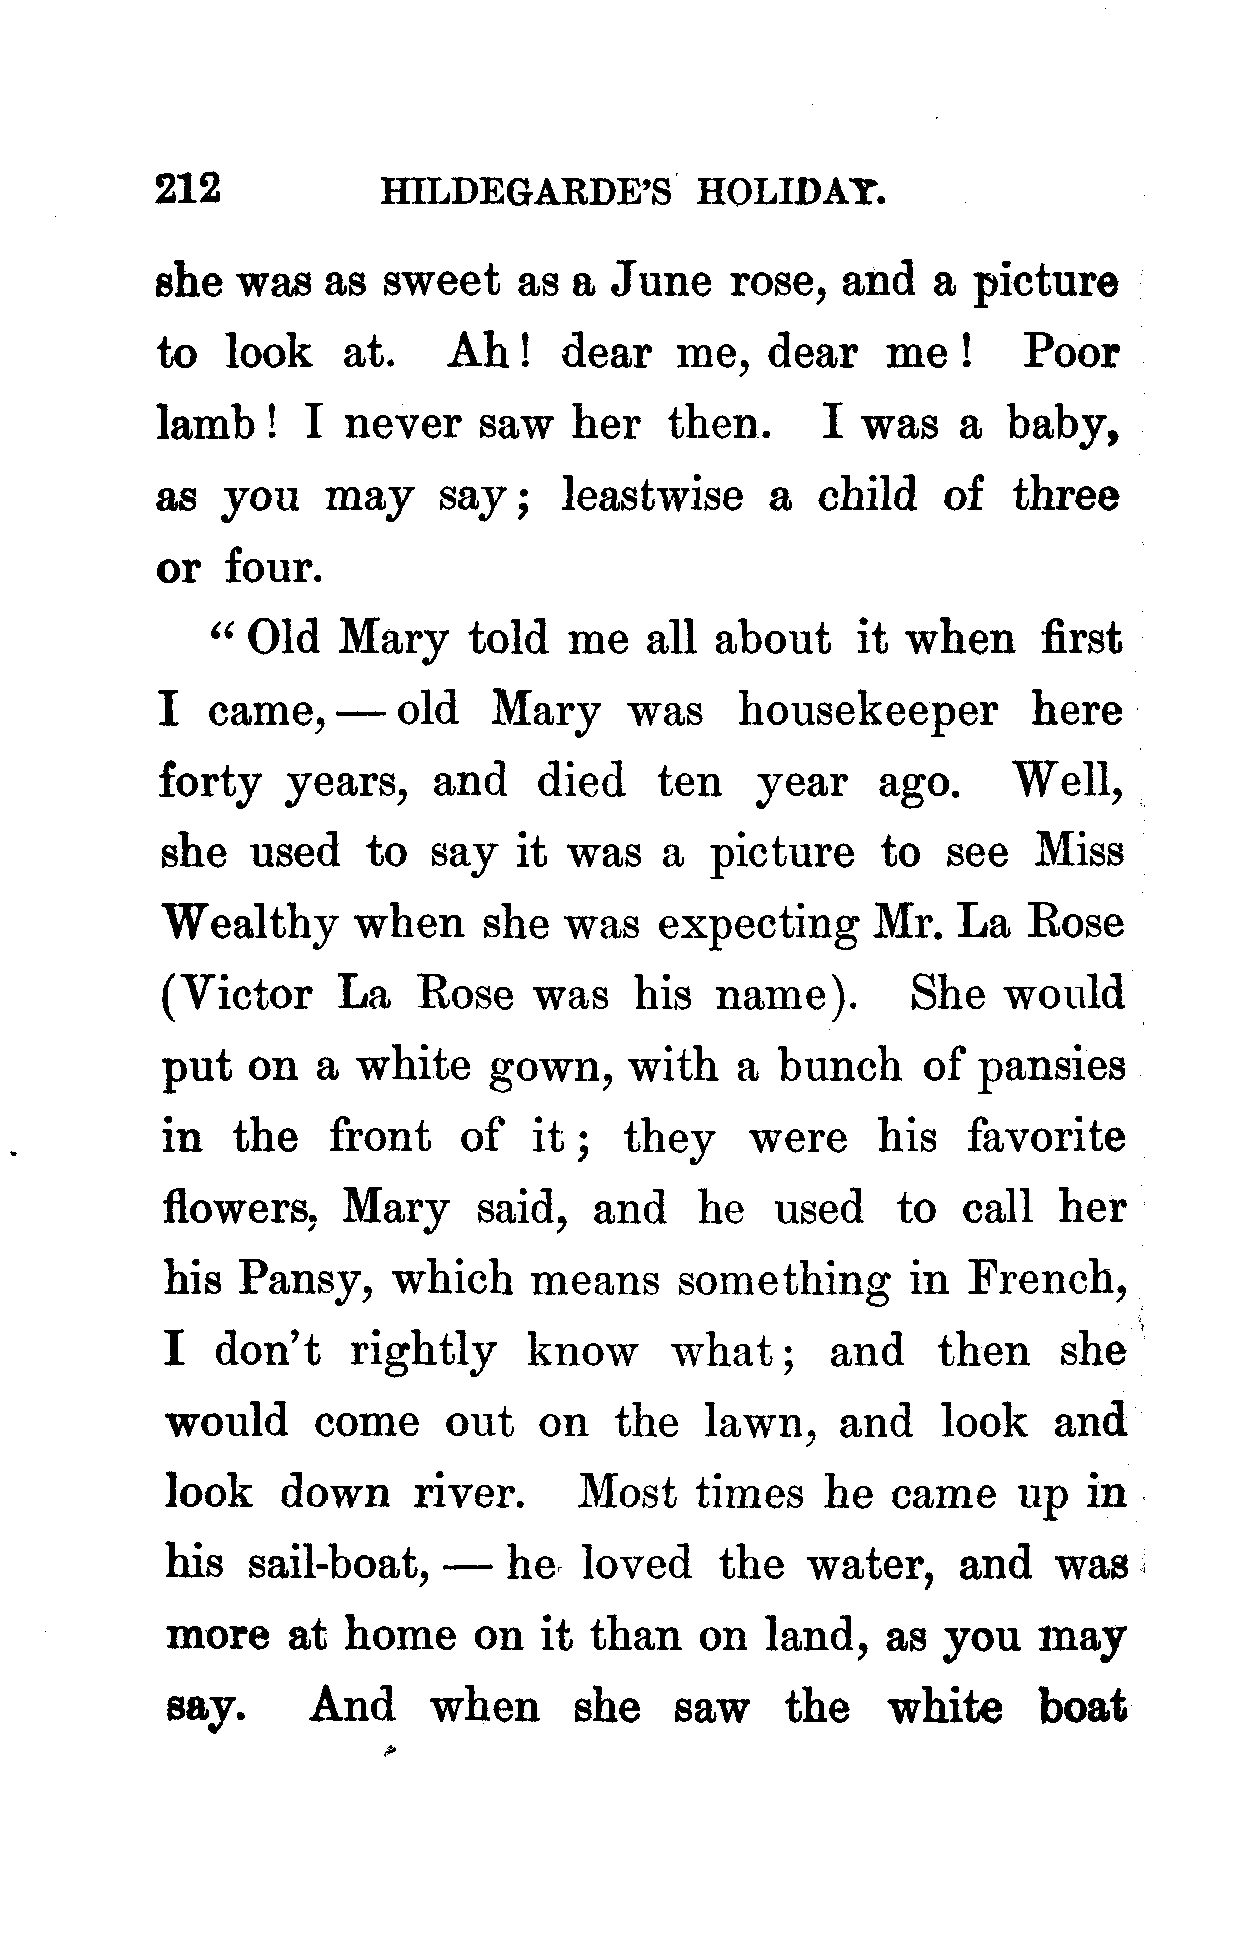 212 HILDEGARDE'S HOLIDAY.
she was as sweet as a June rose, and a picture
to look at. Ah! dear me, dear me! Poor
lamb! I never saw her then. I was a baby,
as you may say; leastwise a child of three
or four.
"Old Mary told me all about it when first
I came,—old Mary was housekeeper here
forty years, and died ten year ago. Well,
she used to say it was a picture to see Miss
Wealthy when she was expecting Mr. La Rose
(Victor La Rose was his name). She would
put on a white gown, with a bunch of pansies
in the front of it; they were his favorite
flowers, Mary said, and he used to call her
his Pansy, which means something in French,
I don't rightly know what; and then she
would come out on the lawn, and look and
look down river. Most times he came up in
his sail-boat,—he loved the water, and was
more at home on it than on land, as you may
say. And when she saw the white boat